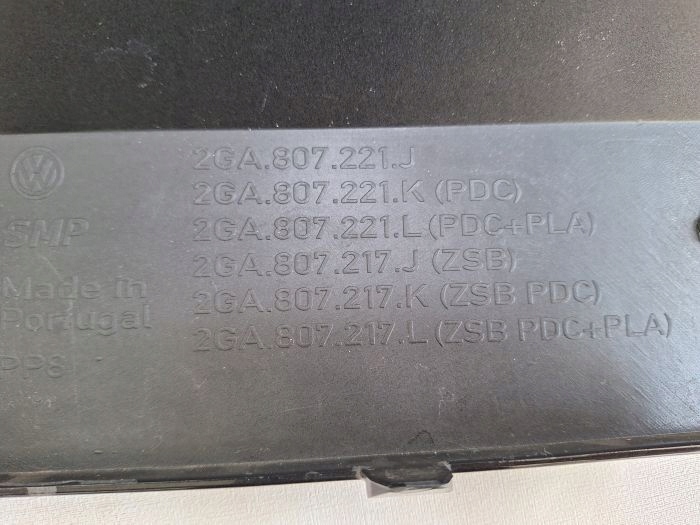 2GA.807.221.J
2GA.807.221.K (PDC)
2GA.807.221.L (PDC+PLA)
2GA.807.217.J (ZSB)
2GA.807.217.K (ZSB PDC)
2GA.807.217.L (ZSB PDC+PLA)
SMP
Made in
Portugal